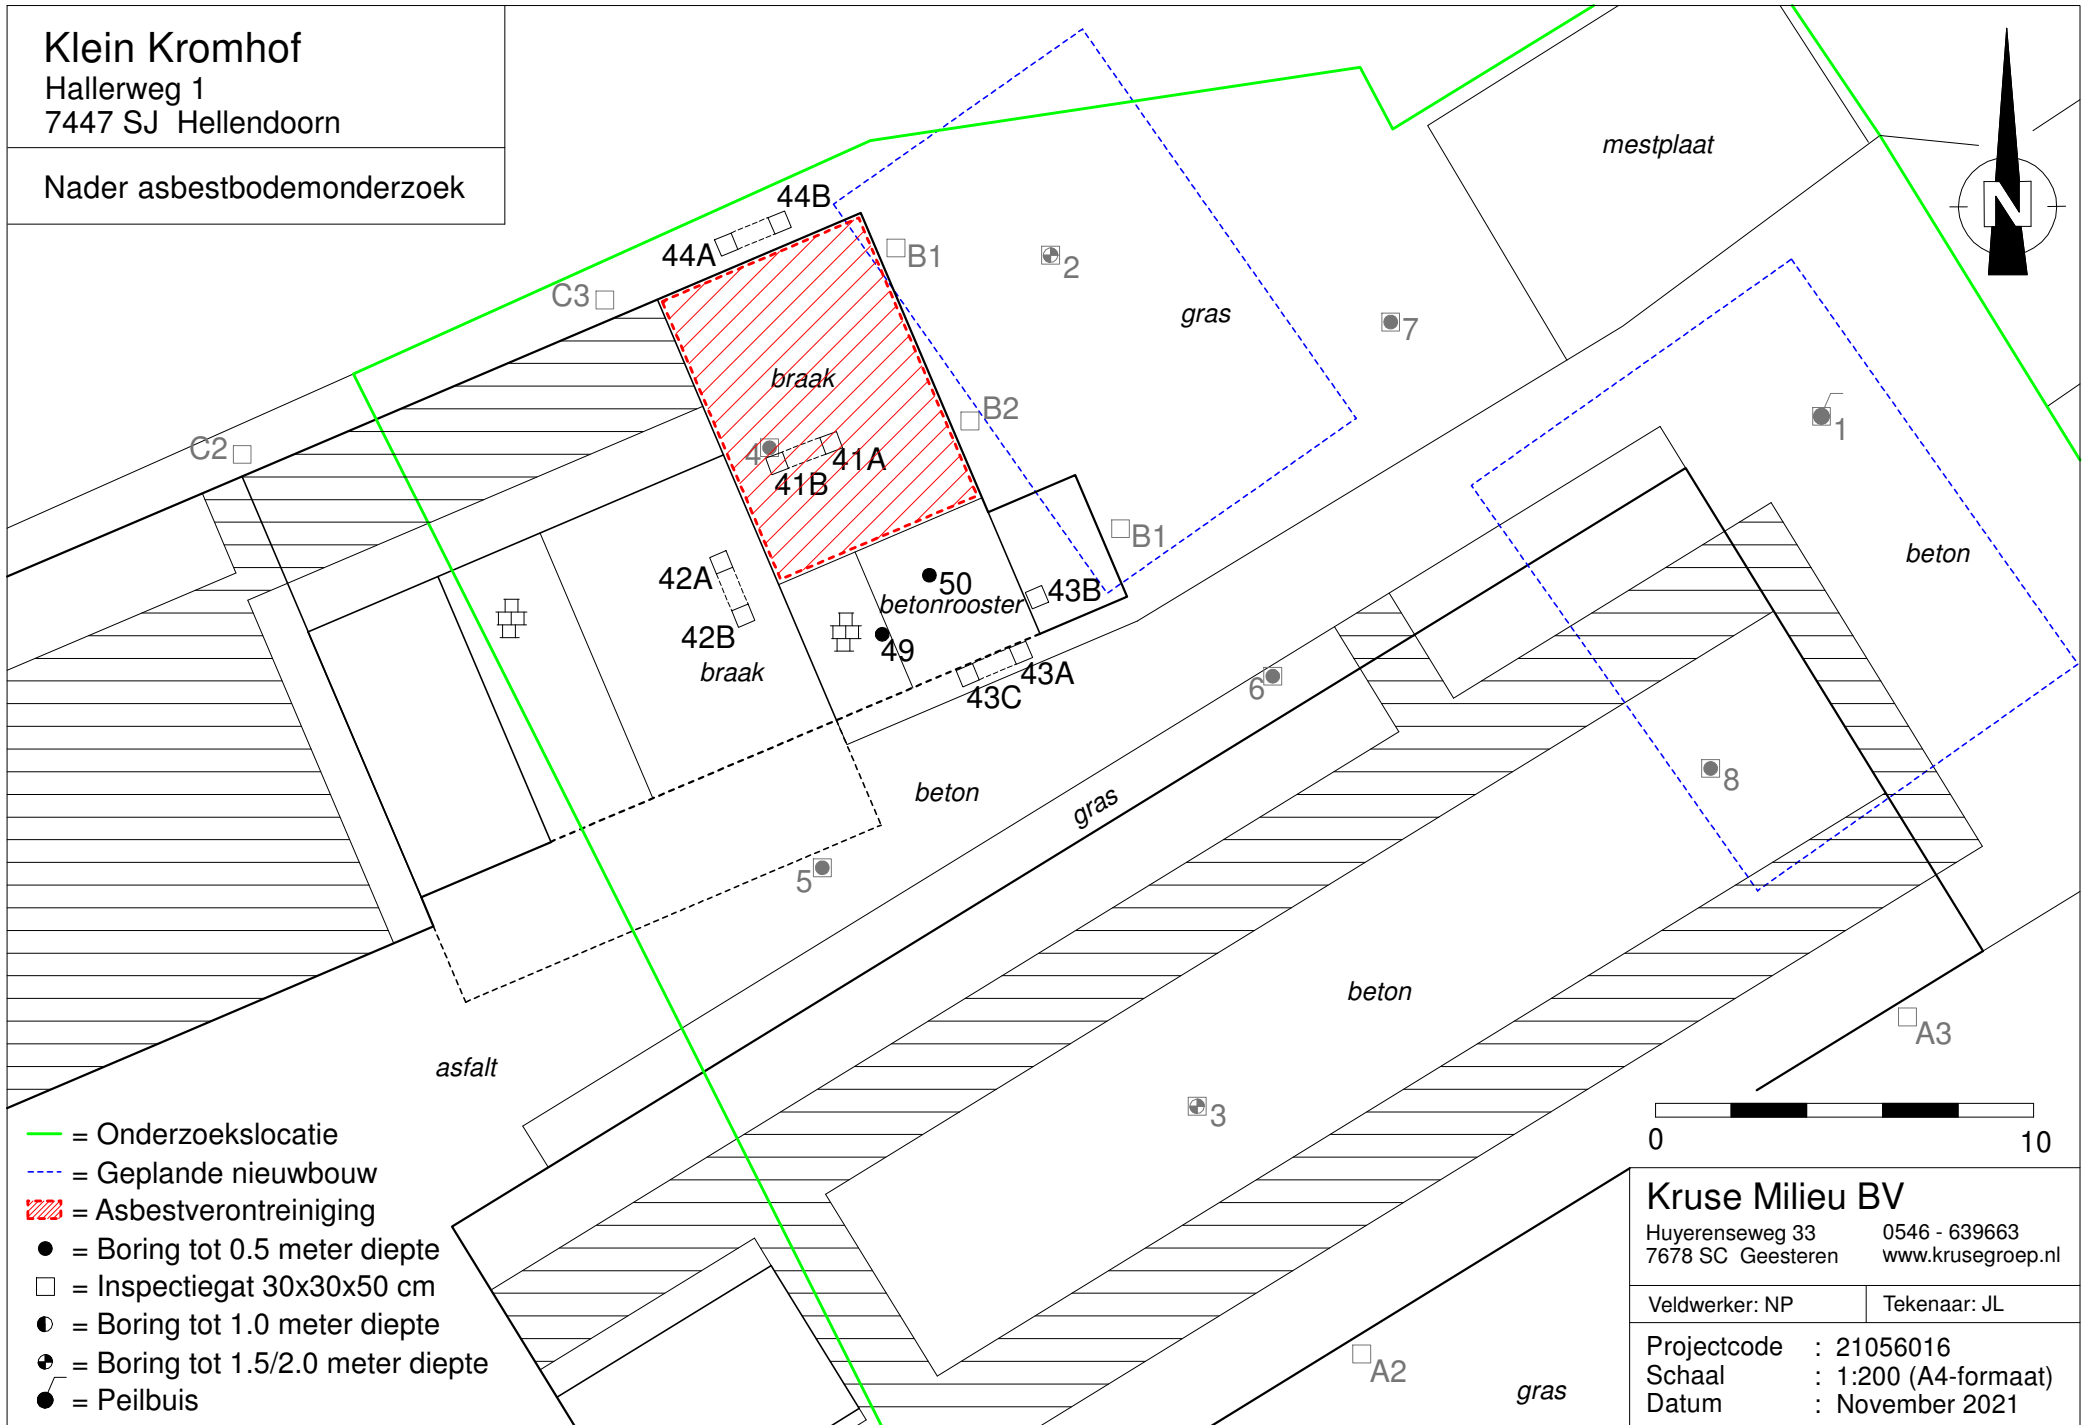 Klein Kromhof
Hallerweg 1
7447 SJ Hellendoorn
Nader asbestbodemonderzoek
mestplaat
N
44B
44A
B1
2
C3
gras
7
braak
B2
1
C2
4
41A
41B
B1
beton
42A
50
betonrooster
43B
42B
49
braak
43A
43C
6
8
beton
gras
5
beton
asfalt
A3
3
0 10
= Onderzoekslocatie
= Geplande nieuwbouw
= Asbestverontreiniging
= Boring tot 0.5 meter diepte
= Inspectiegat 30x30x50 cm
= Boring tot 1.0 meter diepte
= Boring tot 1.5/2.0 meter diepte
= Peilbuis
A2
gras
Kruse Milieu BV
Huyerenseweg 33 0546 - 639663
7678 SC Geesteren www.krusegroep.nl
Veldwerker: NP Tekenaar: JL
Projectcode : 21056016
Schaal : 1:200 (A4-formaat)
Datum : November 2021